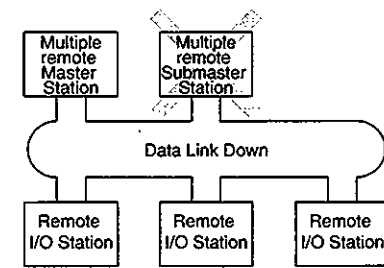 Multiple
remote
Master
Station
Multiple
remote
Submaster
Station
Data Link Down
Remote
I/O Station
Remote
I/O Station
Remote
I/O Station